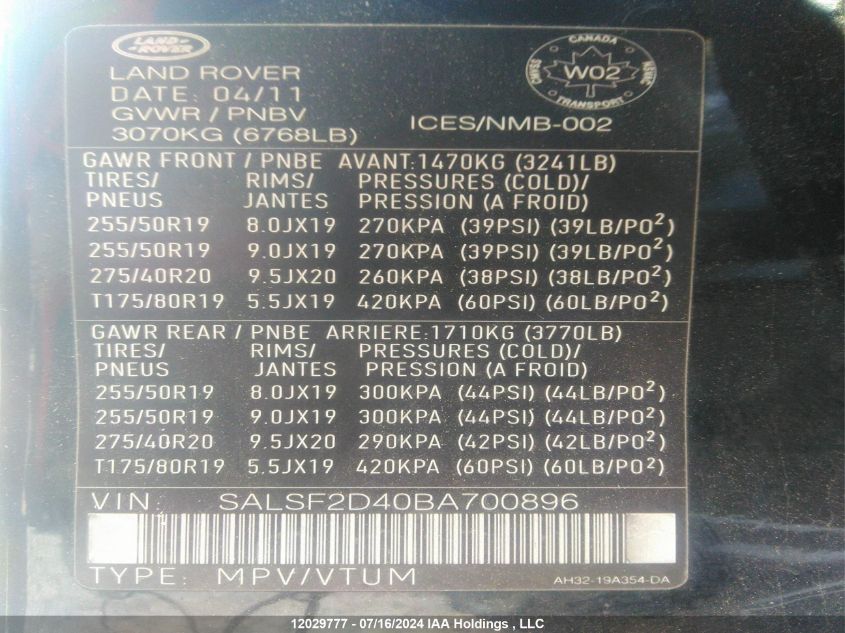 LAND-
ROVER
LAND ROVER
DATE: 04/11
GVWR / PNBV
3070KG (6768LB)
CANADA
CMVSS
W02
NSVAC
TRANSPORT
ICES/NMB-002
GAWR FRONT / PNBE AVANT:1470KG (3241LB)
TIRES/ RIMS/ PRESSURES (COLD)/
PNEUS JANTES PRESSION (A FROID)
255/50R19 8.0JX19 270KPA (39PSI) (39LB/PO²)
255/50R19 9.0JX19 270KPA (39PSI) (39LB/PO²)
275/40R20 9.5JX20 260KPA (38PSI) (38LB/PO²)
T175/80R19 5.5JX19 420KPA (60PSI) (60LB/PO²)
GAWR REAR / PNBE ARRIERE:1710KG (3770LB)
TIRES/ RIMS/ PRESSURES (COLD)/
PNEUS JANTES PRESSION (A FROID)
255/50R19 8.0JX19 300KPA (44PSI) (44LB/PO²)
255/50R19 9.0JX19 300KPA (44PSI) (44LB/PO²)
275/40R20 9.5JX20 290KPA (42PSI) (42LB/PO²)
T175/80R19 5.5JX19 420KPA (60PSI) (60LB/PO²)
VIN: SALSF2D40BA700896
TYPE: MPV/VTUM
AH32-19A354-DA
12029777 - 07/16/2024 IAA Holdings , LLC